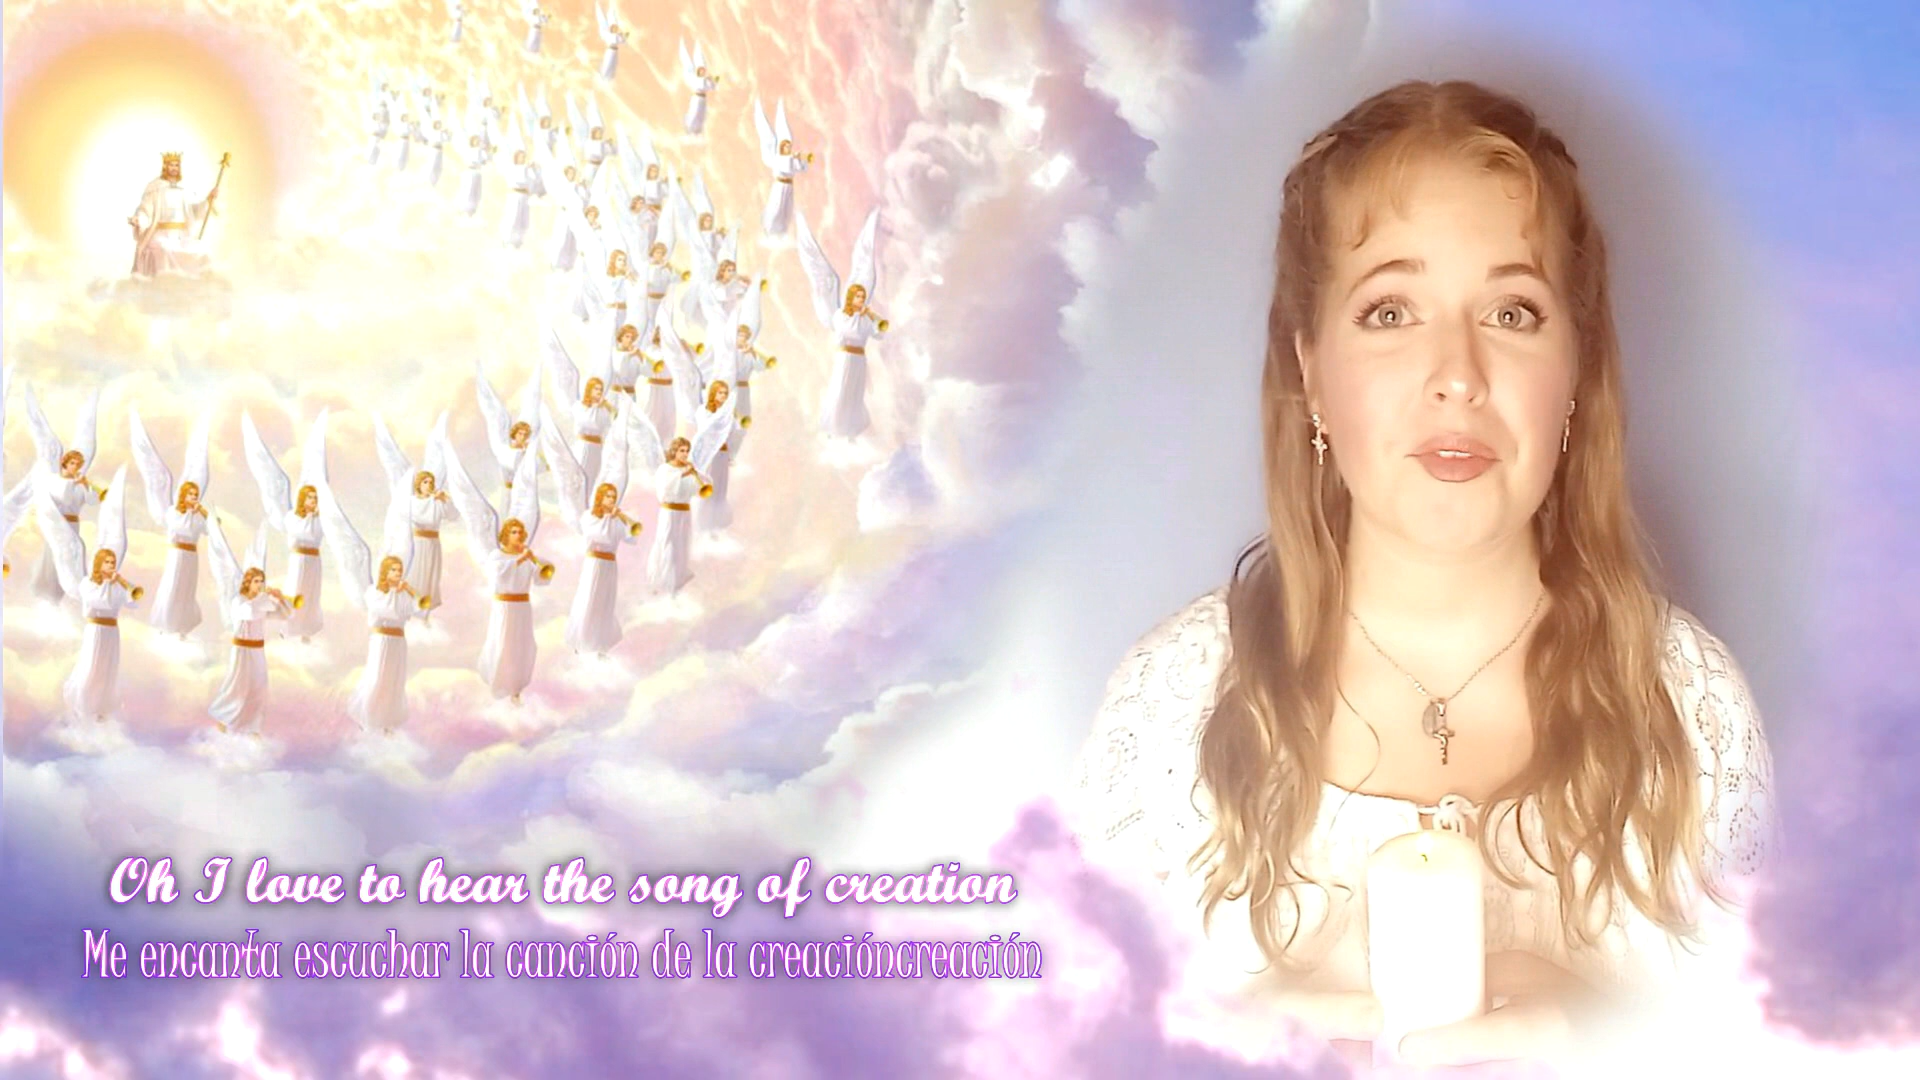 Oh I love to hear the song of creation
Me encanta escuchar la canción de la creacióncreación